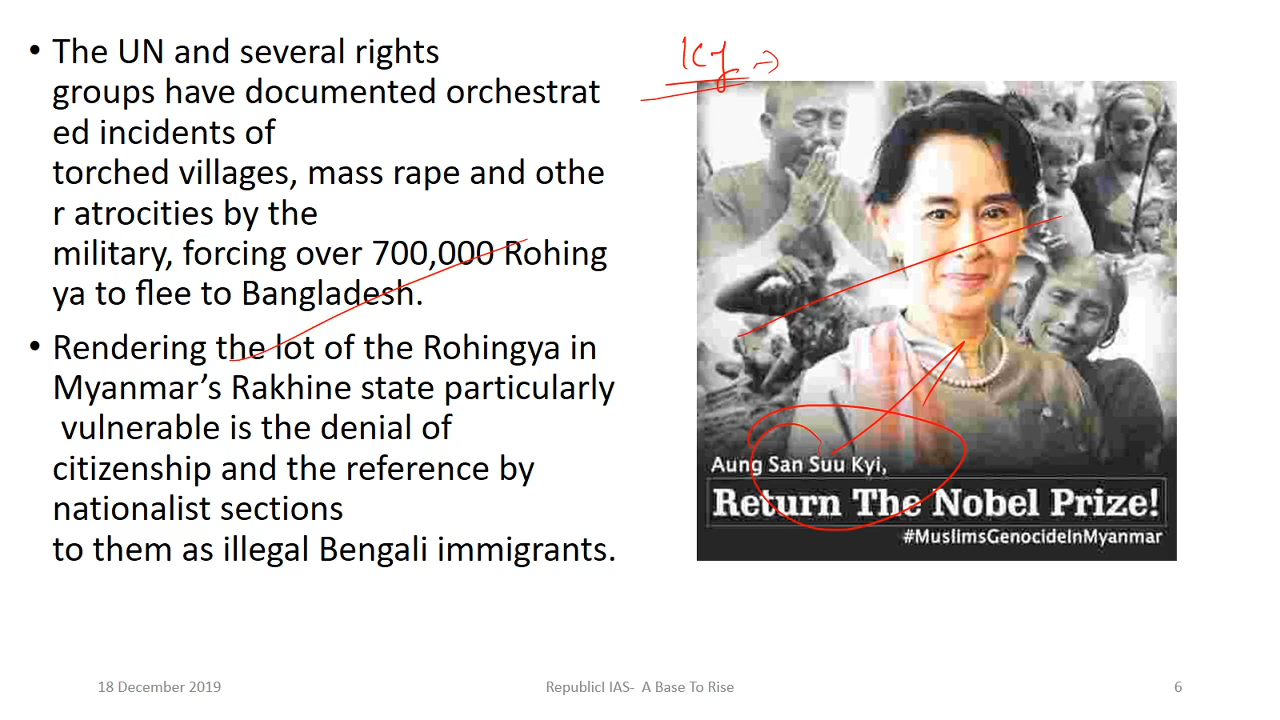 • The UN and several rights
groups have documented orchestrat
ed incidents of
torched villages, mass rape and othe
r atrocities by the
military, forcing over 700,000 Rohing
ya to flee to Bangladesh.
• Rendering the lot of the Rohingya in
Myanmar’s Rakhine state particularly
vulnerable is the denial of
citizenship and the reference by
nationalist sections
to them as illegal Bengali immigrants.
Aung San Suu Kyi,
Return The Nobel Prize!
#MuslimsGenocideInMyanmar
18 December 2019
RepublicI IAS- A Base To Rise
6